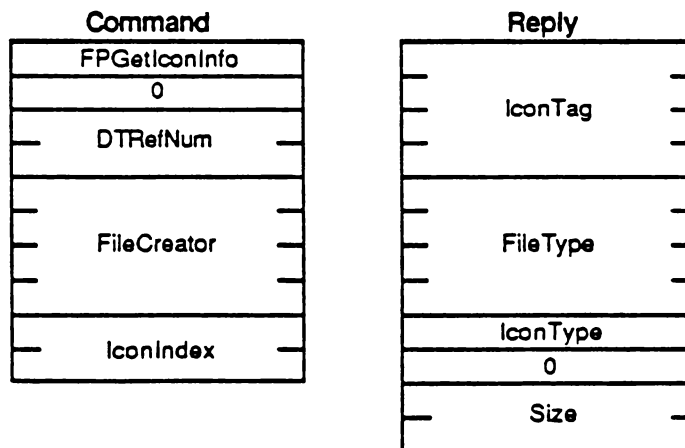 Command
FPGetIconInfo
0
DTRefNum
FileCreator
IconIndex
Reply
IconTag
FileType
IconType
0
Size